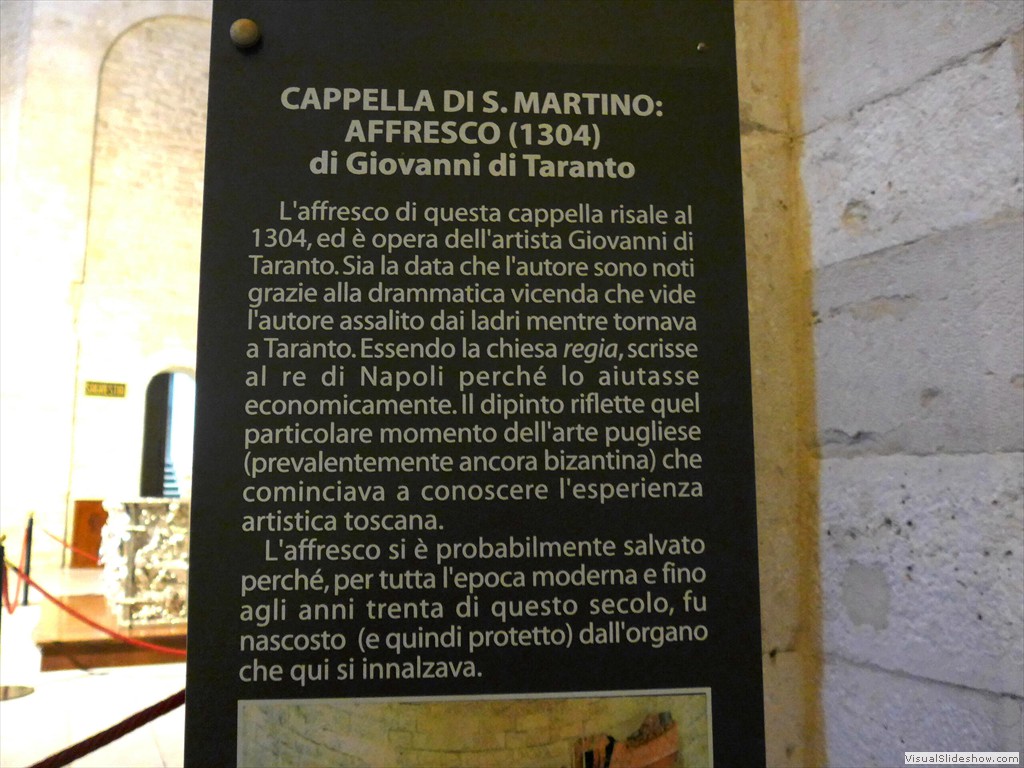 CAPPELLA DI S. MARTINO:
AFFRESCO (1304)
di Giovanni di Taranto
L'affresco di questa cappella risale al
1304, ed è opera dell'artista Giovanni di
Taranto. Sia la data che l'autore sono noti
grazie alla drammatica vicenda che vide
l'autore assalito dai ladri mentre tornava
a Taranto. Essendo la chiesa regia, scrisse
al re di Napoli perché lo aiutasse
economicamente. Il dipinto riflette quel
particolare momento dell'arte pugliese
(prevalentemente ancora bizantina) che
cominciava a conoscere l'esperienza
artistica toscana.
L'affresco si è probabilmente salvato
perché, per tutta l'epoca moderna e fino
agli anni trenta di questo secolo, fu
nascosto (e quindi protetto) dall'organo
che qui si innalzava.
VisualSlideshow.com